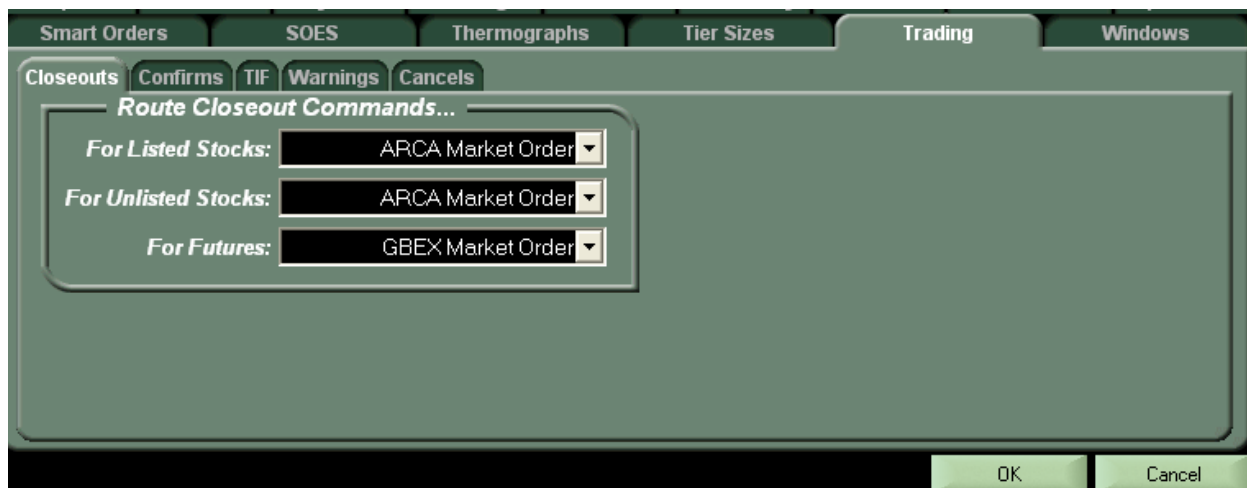 Smart Orders SOES Thermographs Tier Sizes Trading Windows
Closeouts Confirms TIF Warnings Cancels
Route Closeout Commands...
For Listed Stocks: ARCA Market Order
For Unlisted Stocks: ARCA Market Order
For Futures: GBEX Market Order
OK Cancel